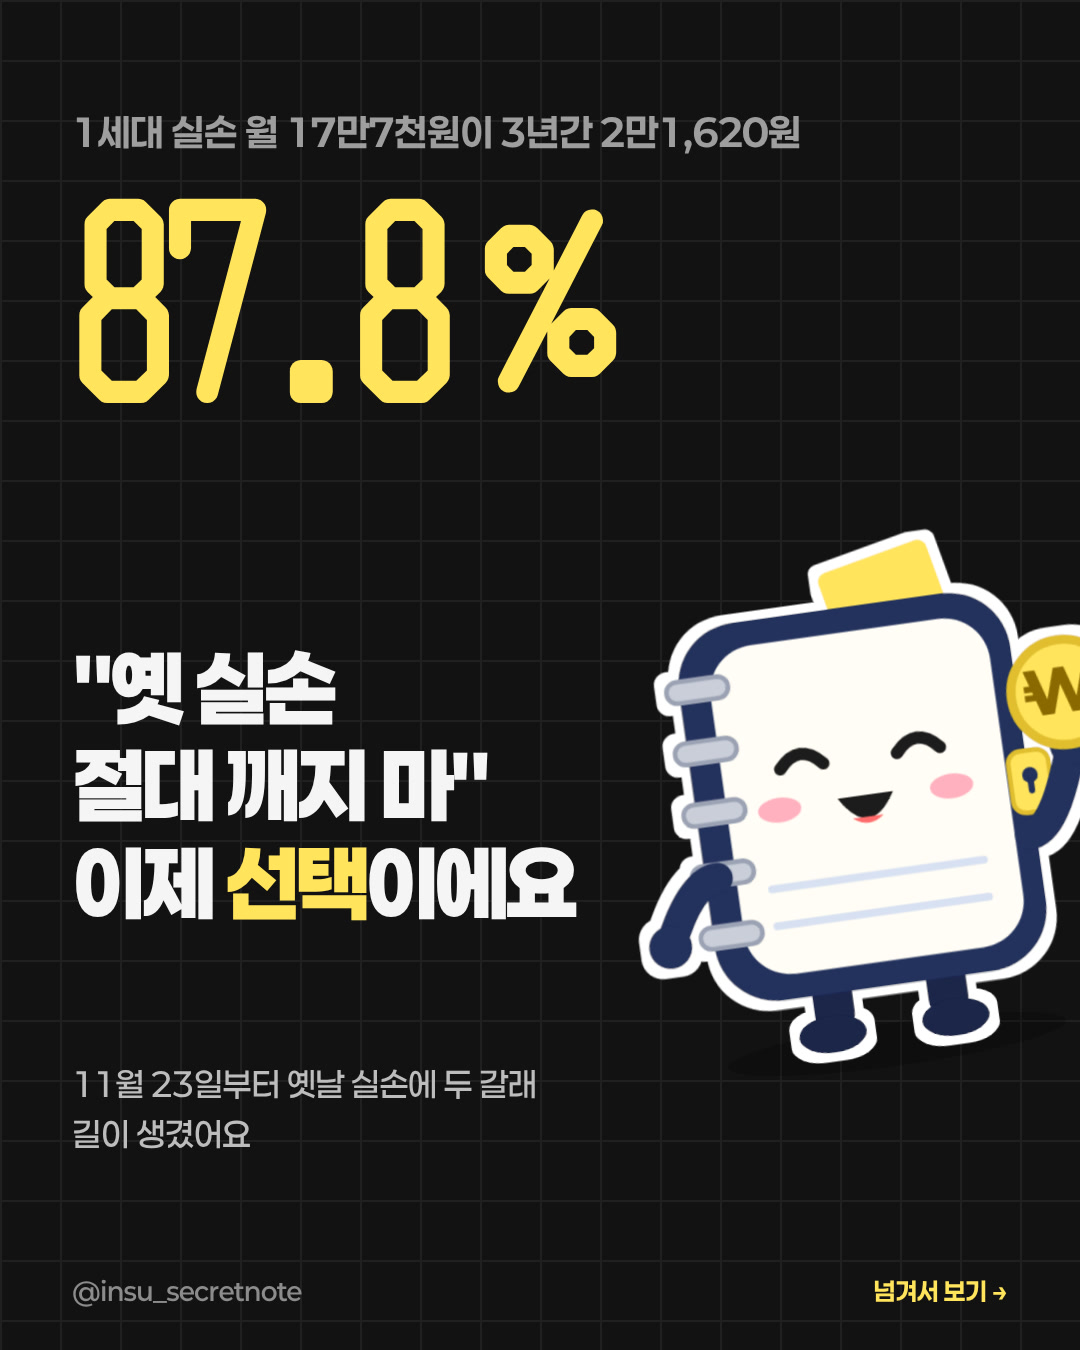 1세대 실손 월 17만7천원이 3년간 2만1,620원
87.8%
"옛 실손
절대 깨지 마"
이제 선택이에요
11월 23일부터 옛날 실손에 두 갈래
길이 생겼어요
@insu_secretnote
넘겨서 보기 →